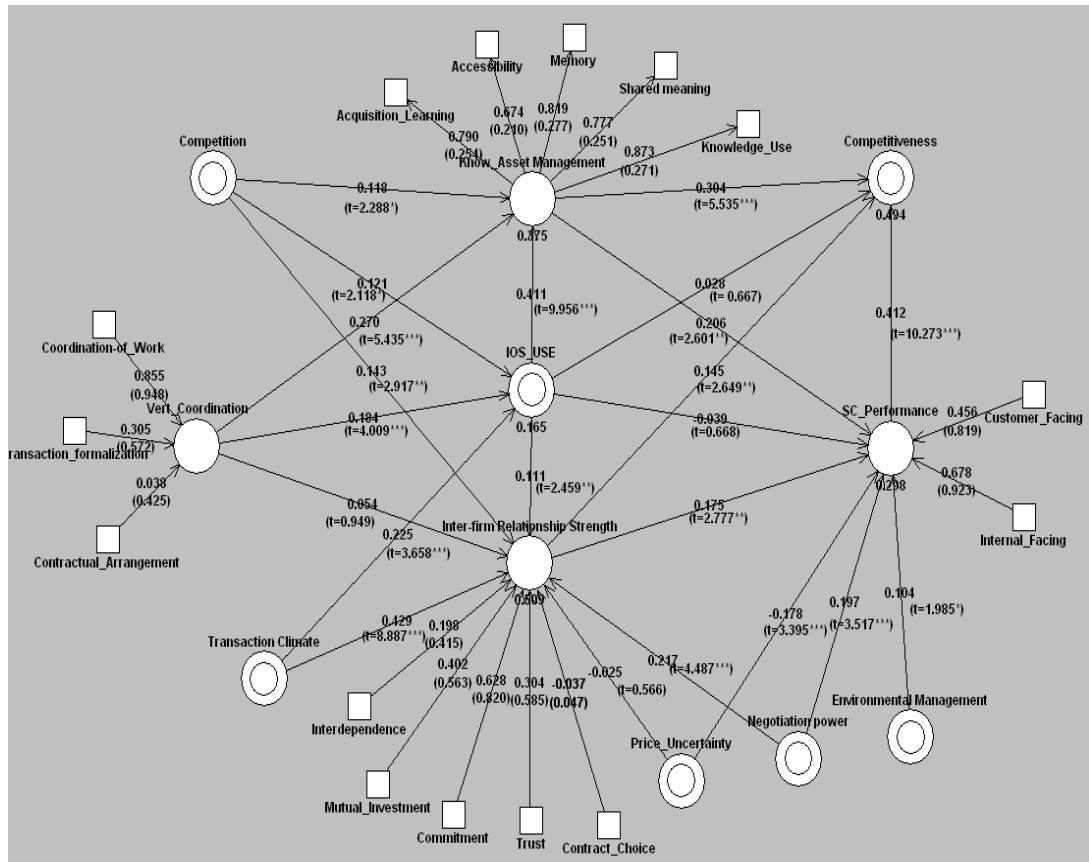 Memory
Accessibility
Shared meaning
Acquisition_Learning
0.674
(0.210)
0.819
(0.277)
0.777
(0.251)
0.790
(0.254)
Competition
Competitiveness
Knowledge_Use
0.873
(0.271)
Know_Asset Management
0.118
(t=2.288*)
0.304
(t=5.535***)
0.494
0.375
0.121
(t=2.118*)
0.411
(t=9.956***)
0.028
(t= 0.667)
0.270
(t=5.435***)
0.206
(t=2.601**)
0.412
(t=10.273***)
Coordination-of_Work
IOS_USE
0.143
(t=2.917**)
0.145
(t=2.649**)
0.855
(0.948)
Vert_Coordination
0.184
(t=4.009***)
0.165
-0.039
(t=0.668)
SC_Performance
0.456
(0.819)
Customer_Facing
0.305
(0.572)
ransaction_formalization
0.038
(0.425)
0.111
(t=2.459**)
0.298
0.678
(0.923)
0.054
(t=0.949)
0.175
(t=2.777**)
Inter-firm Relationship Strength
0.225
(t=3.658***)
Contractual_Arrangement
Internal_Facing
0.509
0.104
(t=1.985*)
0.429
(t=8.887***)
0.198
(0.415)
-0.178
(t=3.395***)
0.197
(t=3.517***)
Transaction Climate
0.402
(0.563)
0.628
(0.820)
0.304
(0.585)
-0.037
(0.047)
-0.025
(t=0.566)
0.217
(t=4.487***)
Environmental Management
Interdependence
Negotiation power
Price_Uncertainty
Mutual_Investment
Commitment
Trust
Contract_Choice